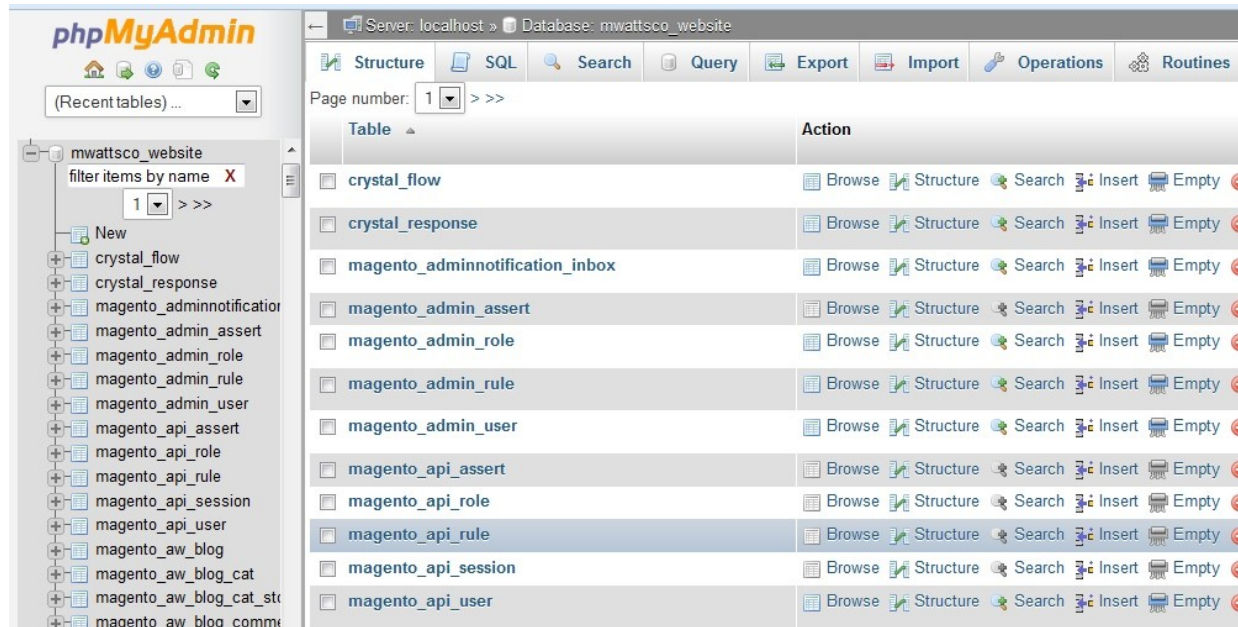 phpMyAdmin
(Recent tables) ...
mwattsco_website
filter items by name X
1 > >>
New
crystal_flow
crystal_response
magento_adminnotification
magento_admin_assert
magento_admin_role
magento_admin_rule
magento_admin_user
magento_api_assert
magento_api_role
magento_api_rule
magento_api_session
magento_api_user
magento_aw_blog
magento_aw_blog_cat
magento_aw_blog_cat_sto
magento_aw_blog_comme
← Server: localhost » Database: mwattsco_website
Structure SQL Search Query Export Import Operations Routines
Page number: 1 > >>
Table Action
crystal_flow Browse Structure Search Insert Empty
crystal_response Browse Structure Search Insert Empty
magento_adminnotification_inbox Browse Structure Search Insert Empty
magento_admin_assert Browse Structure Search Insert Empty
magento_admin_role Browse Structure Search Insert Empty
magento_admin_rule Browse Structure Search Insert Empty
magento_admin_user Browse Structure Search Insert Empty
magento_api_assert Browse Structure Search Insert Empty
magento_api_role Browse Structure Search Insert Empty
magento_api_rule Browse Structure Search Insert Empty
magento_api_session Browse Structure Search Insert Empty
magento_api_user Browse Structure Search Insert Empty